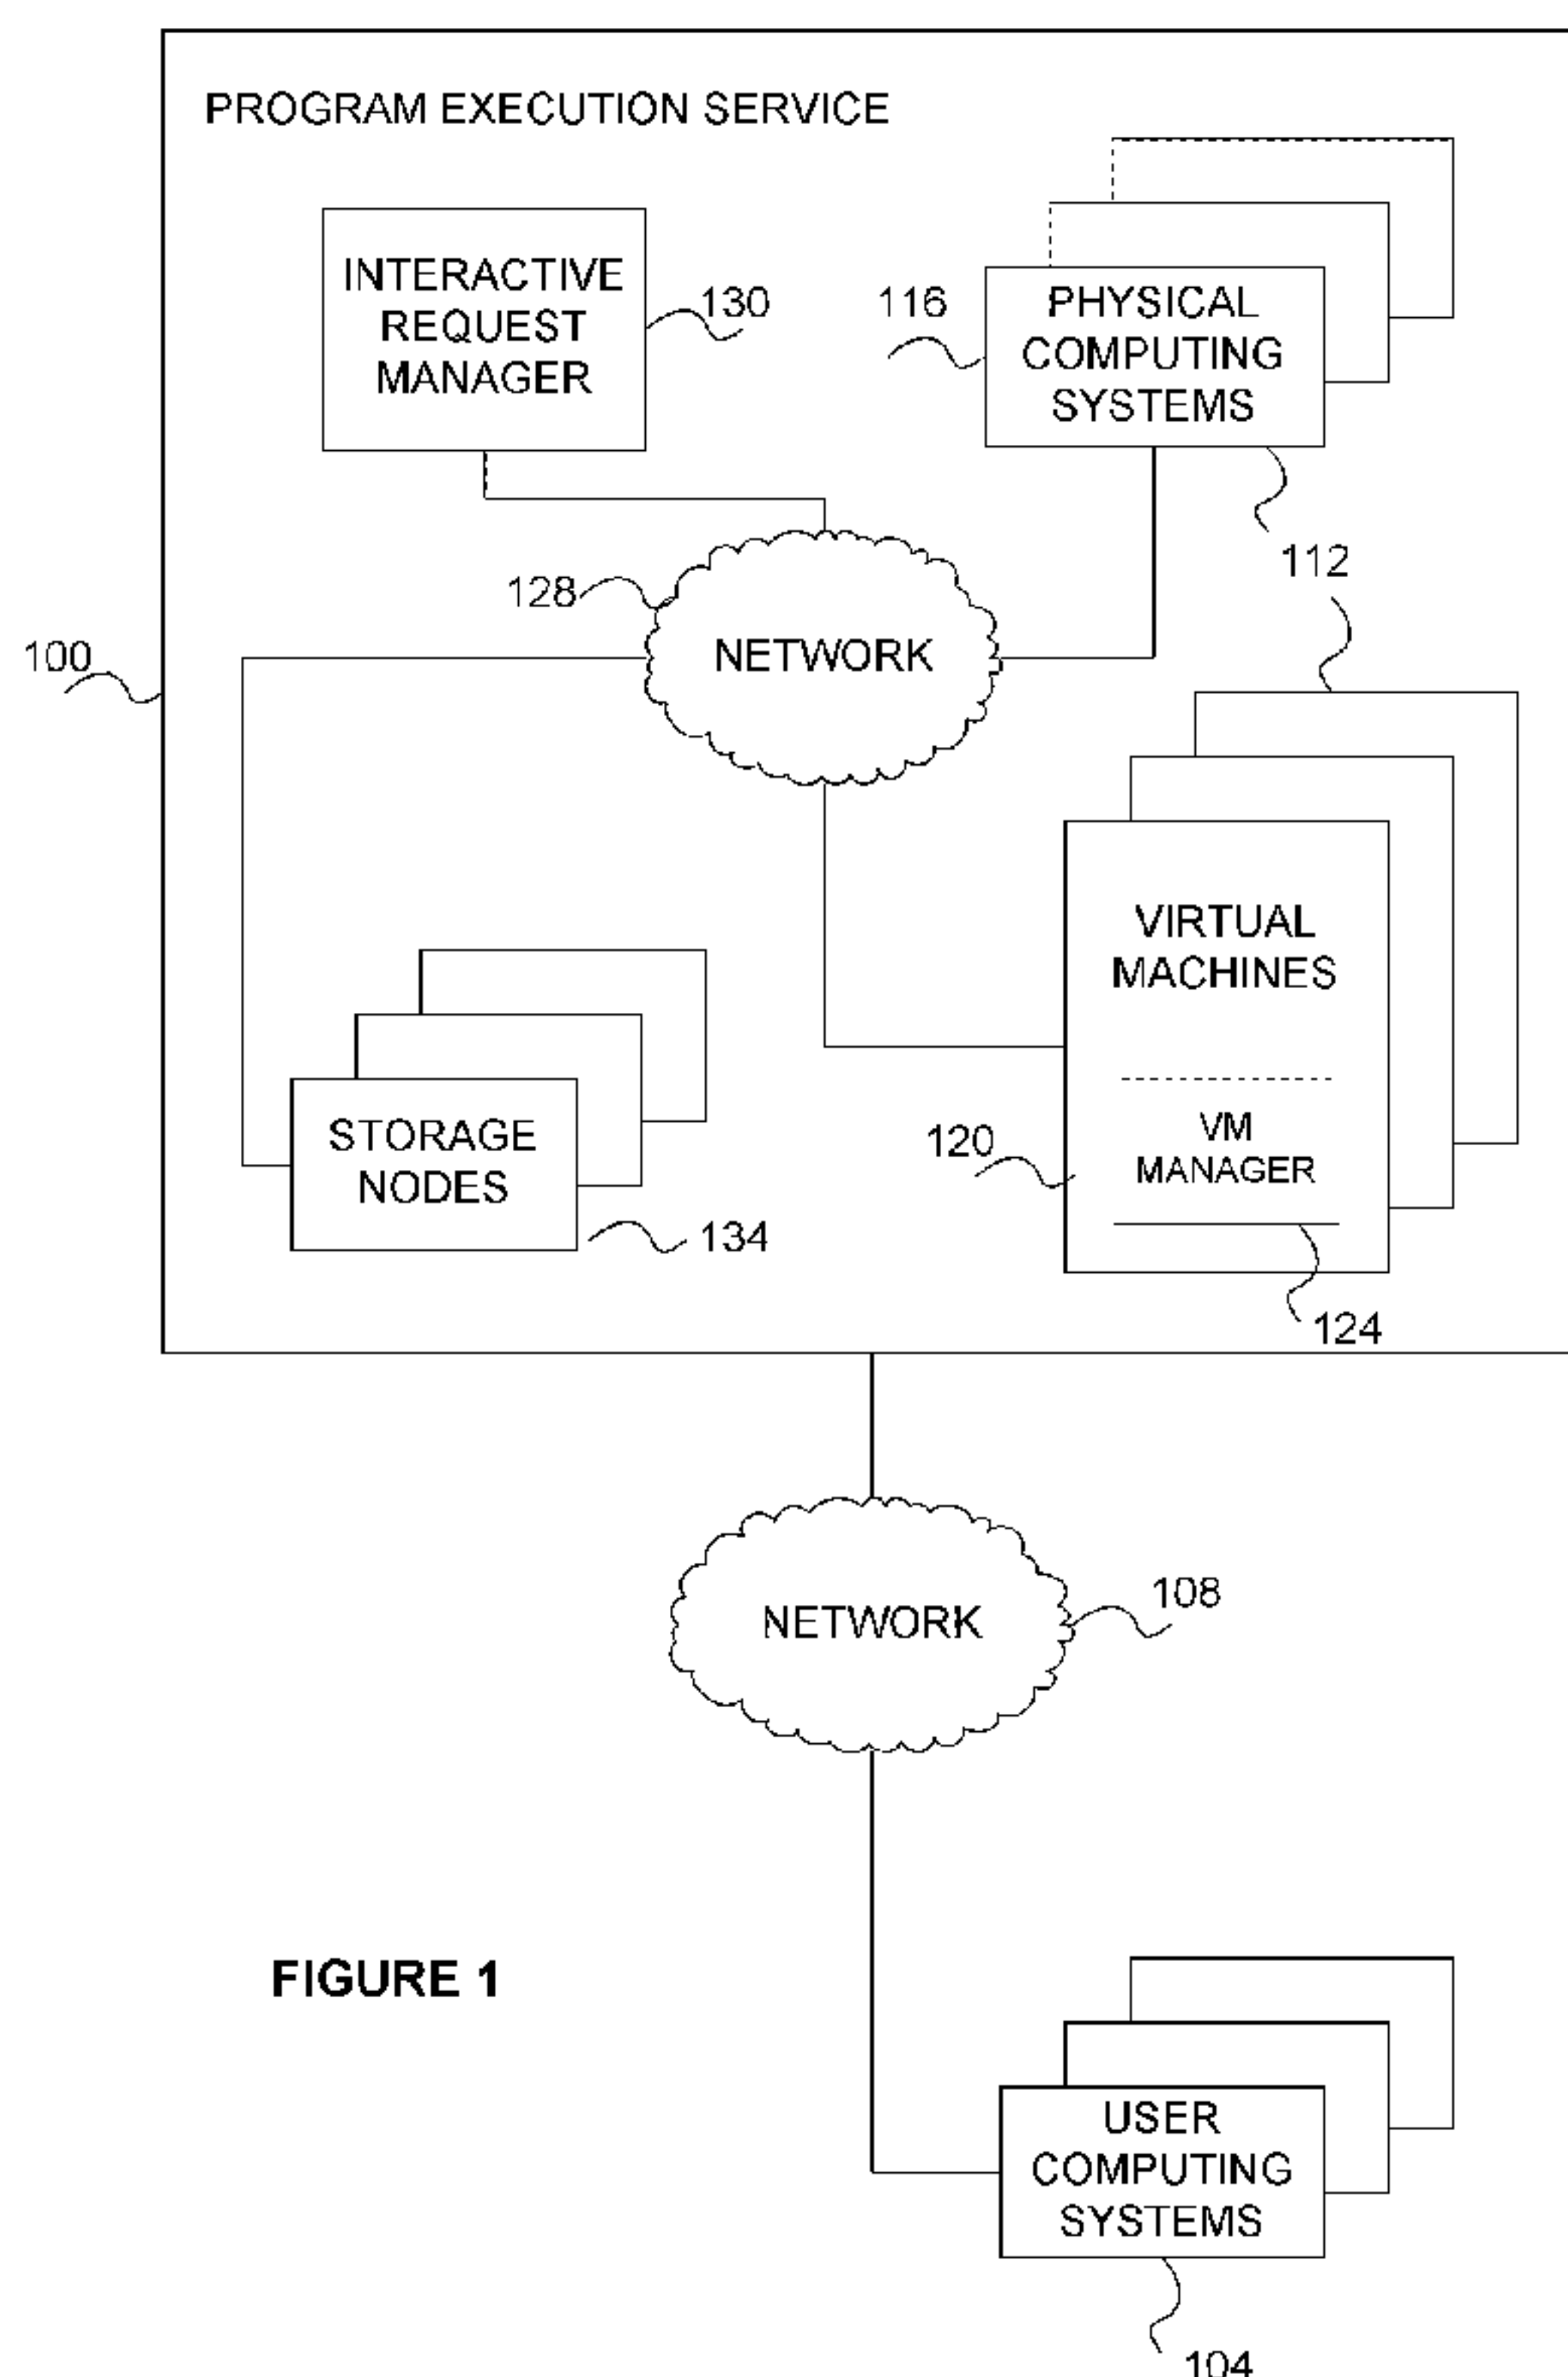 PROGRAM EXECUTION SERVICE
INTERACTIVE
REQUEST
MANAGER
130
116
PHYSICAL
COMPUTING
SYSTEMS
112
128
NETWORK
100
VIRTUAL
MACHINES
VM
MANAGER
120
STORAGE
NODES
134
124
NETWORK
108
FIGURE 1
USER
COMPUTING
SYSTEMS
104